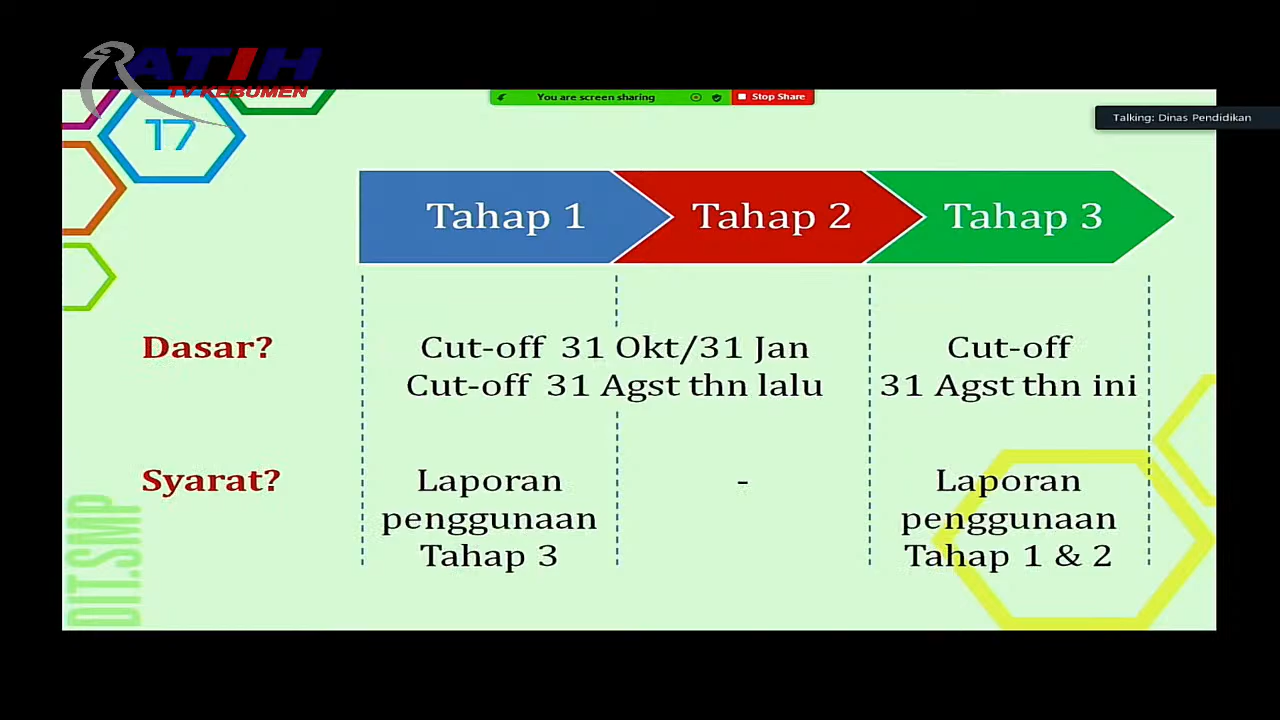 RATIH
TV KEBUMEN
You are screen sharing
Stop Share
Talking: Dinas Pendidikan
17
Tahap 1
Tahap 2
Tahap 3
Dasar?
Cut-off 31 Okt/31 Jan
Cut-off 31 Agst thn lalu
Cut-off
31 Agst thn ini
Syarat?
Laporan
penggunaan
Tahap 3
-
Laporan
penggunaan
Tahap 1 & 2
DIT.SMP